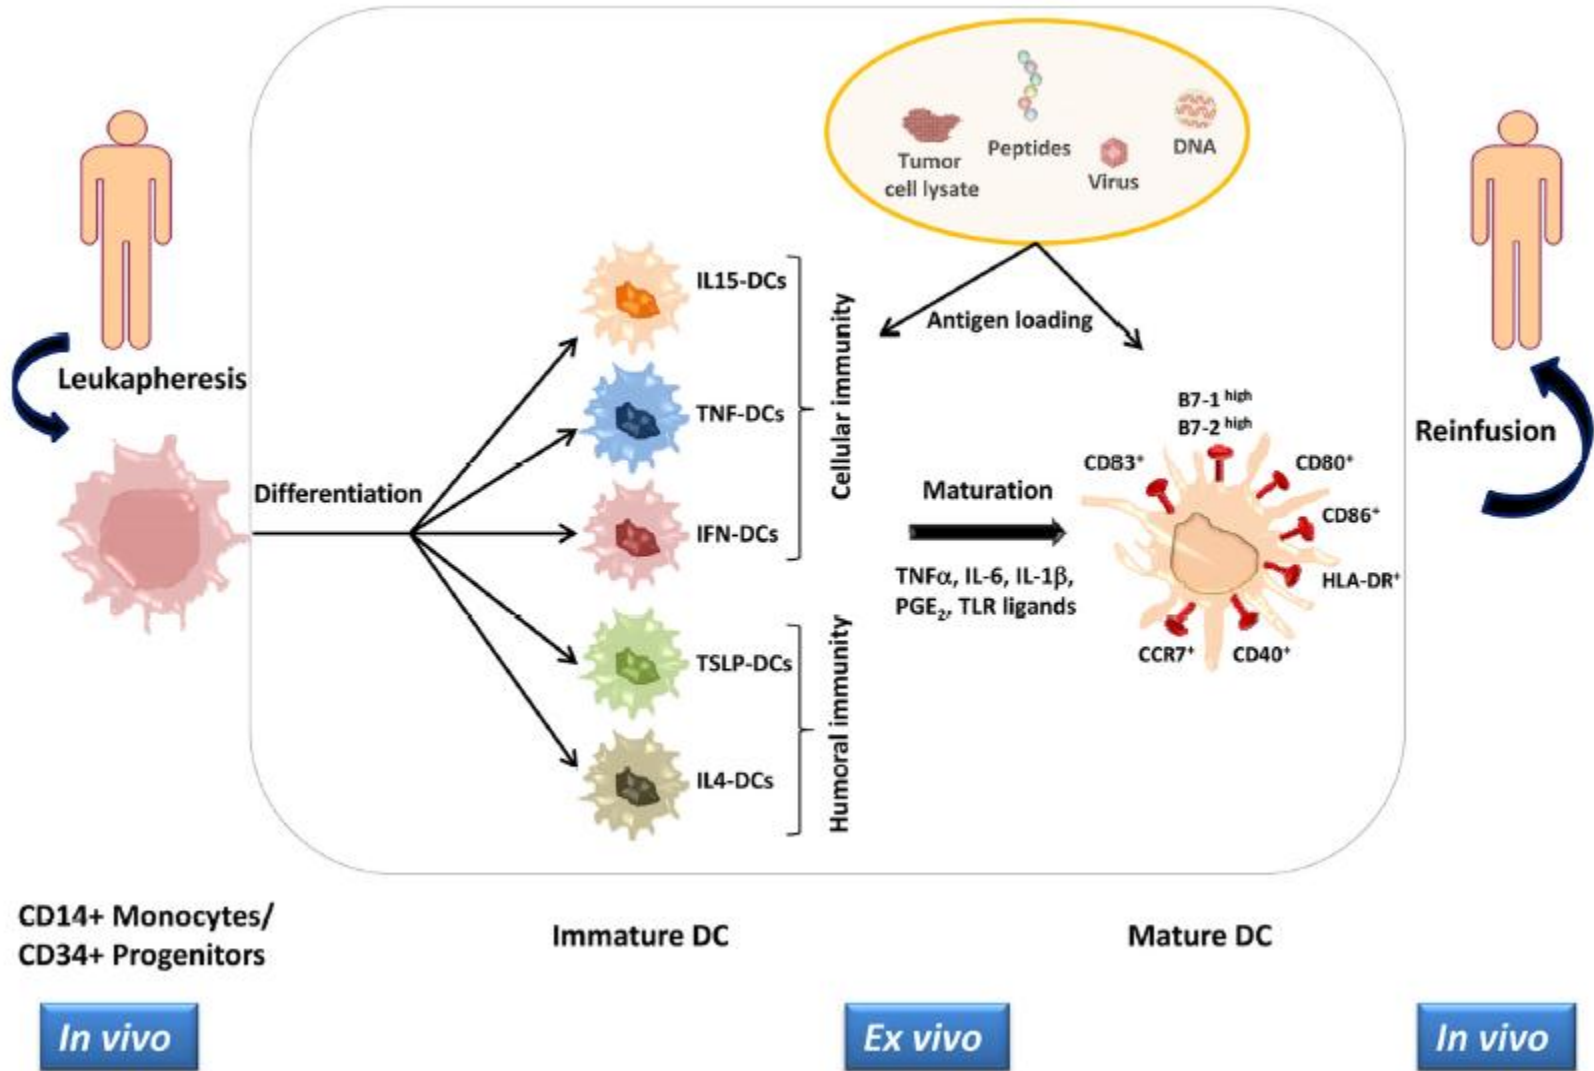 Tumor
cell lysate
Peptides
Virus
DNA
Antigen loading
Leukapheresis
Differentiation
IL15-DCs
TNF-DCs
IFN-DCs
TSLP-DCs
IL4-DCs
Cellular immunity
Humoral immunity
Maturation
TNFα, IL-6, IL-1β,
PGE₂, TLR ligands
B7-1 high
B7-2 high
CD83⁺
CD80⁺
CD86⁺
HLA-DR⁺
CCR7⁺
CD40⁺
Reinfusion
CD14+ Monocytes/
CD34+ Progenitors
Immature DC
Mature DC
In vivo
Ex vivo
In vivo